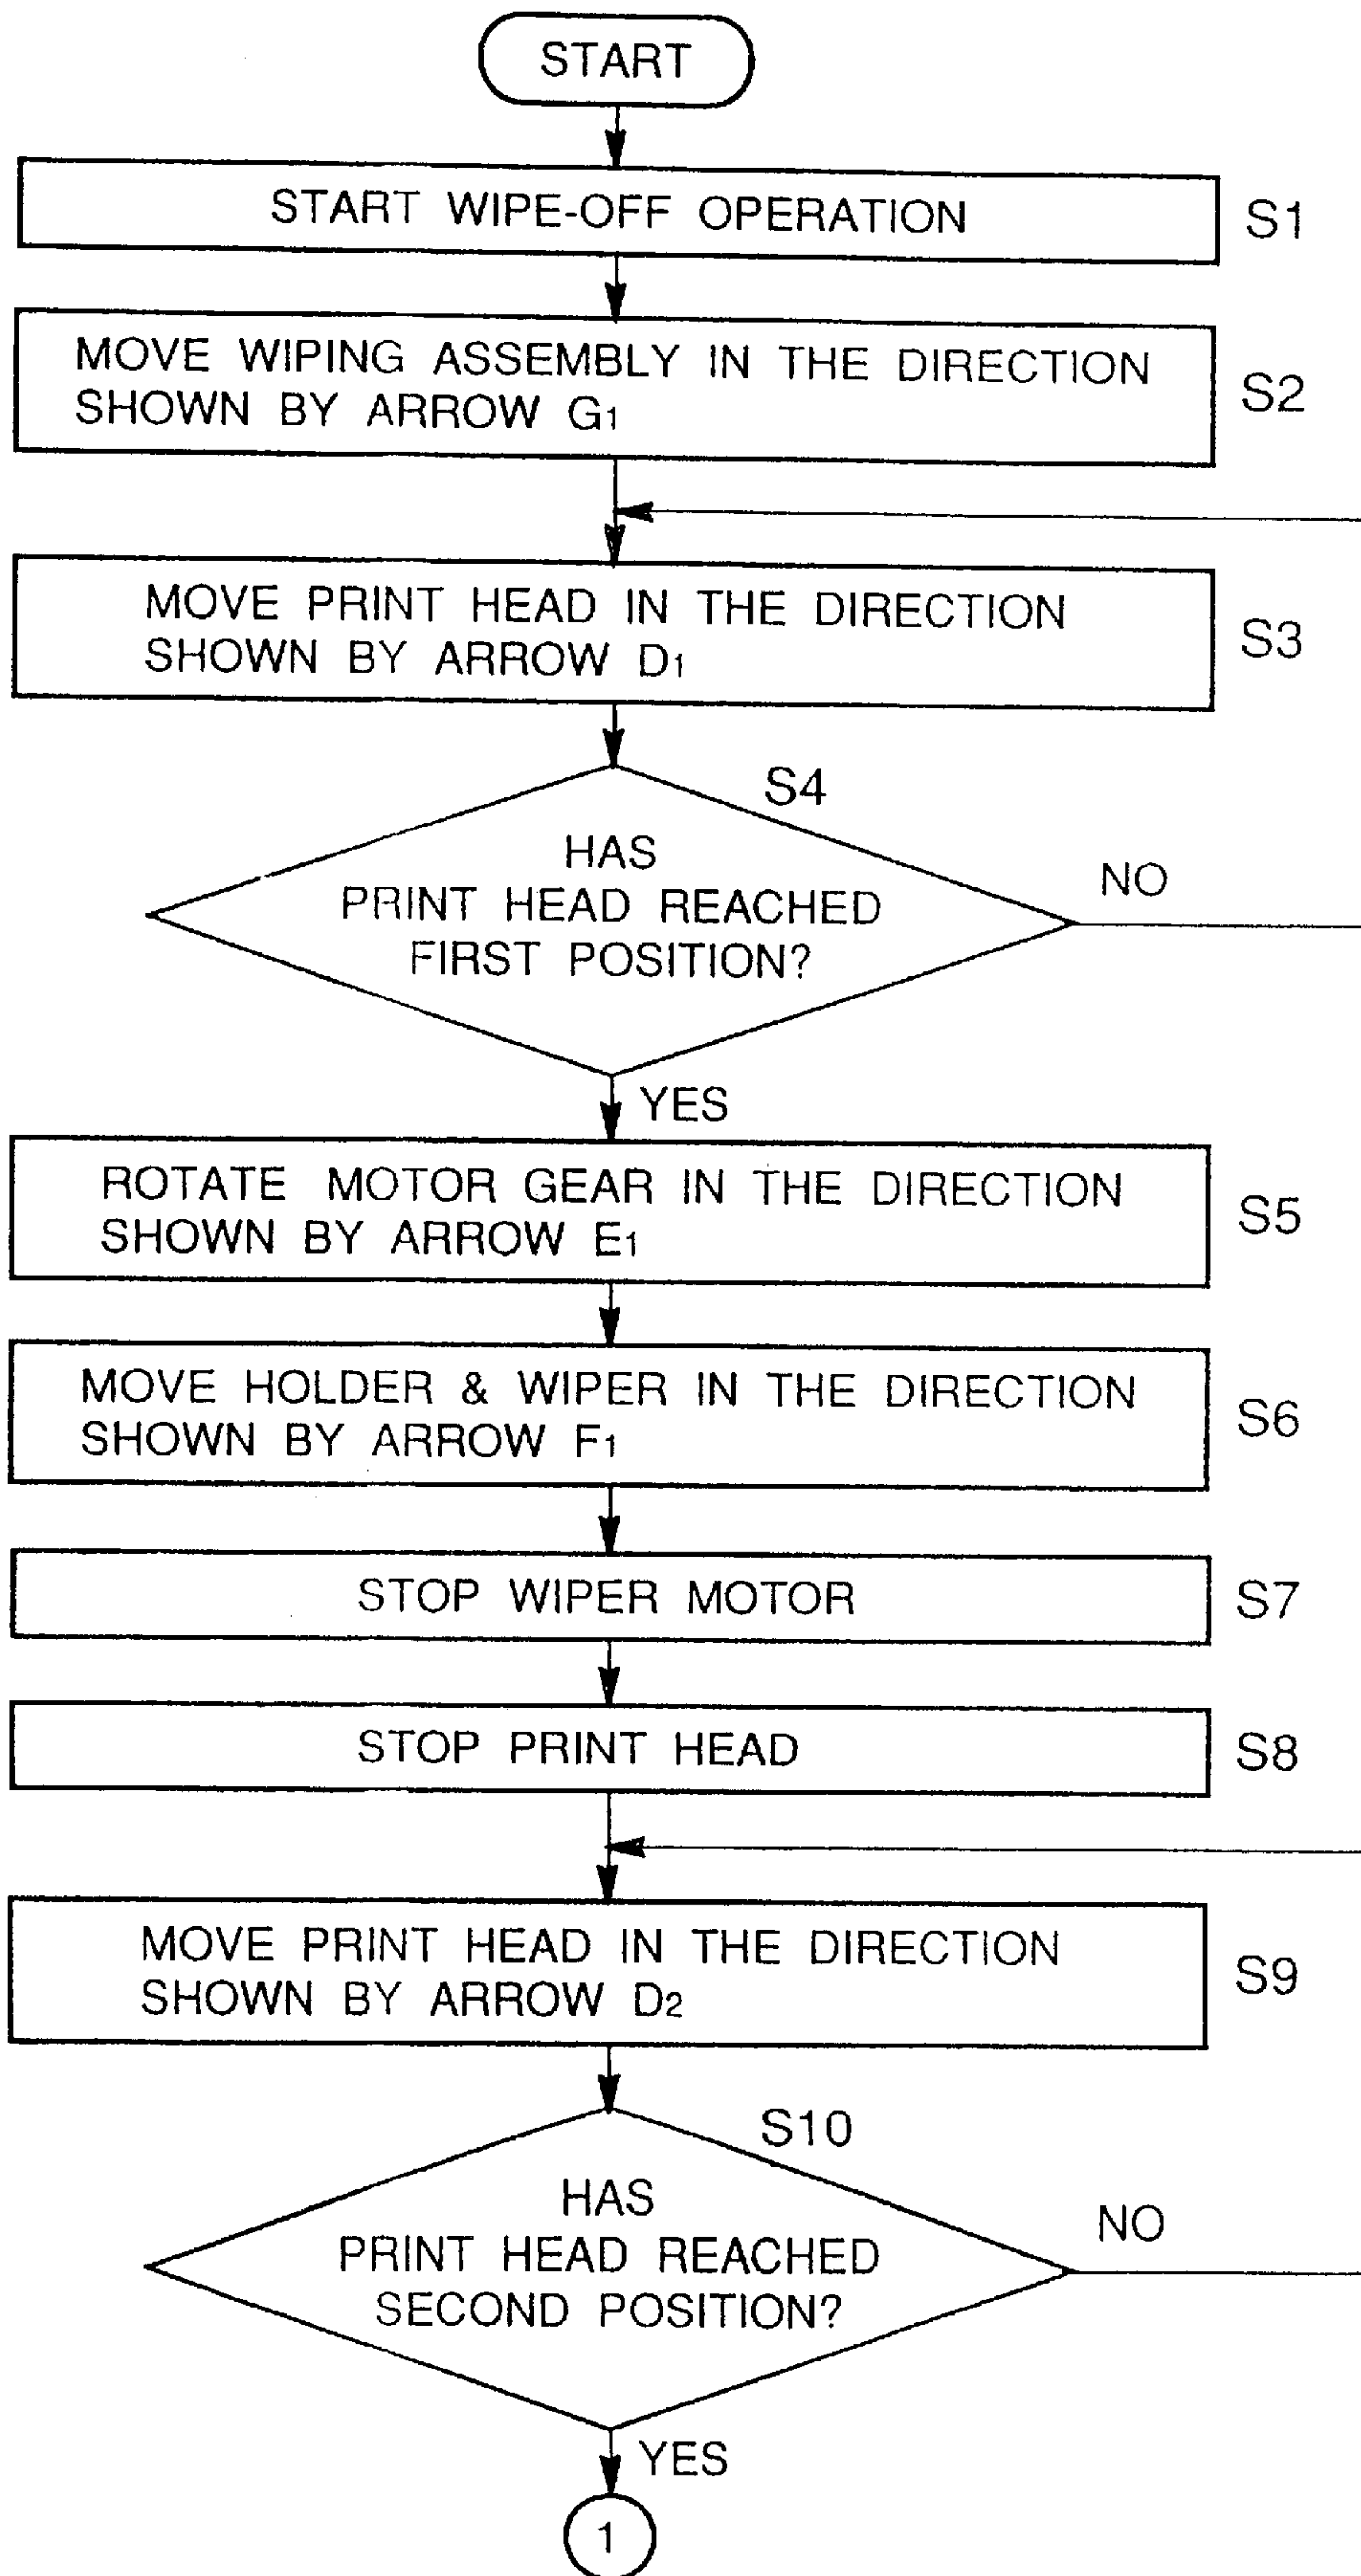 START
START WIPE-OFF OPERATION
S1
MOVE WIPING ASSEMBLY IN THE DIRECTION
SHOWN BY ARROW G1
S2
MOVE PRINT HEAD IN THE DIRECTION
SHOWN BY ARROW D1
S3
S4
HAS
PRINT HEAD REACHED
FIRST POSITION?
NO
YES
ROTATE MOTOR GEAR IN THE DIRECTION
SHOWN BY ARROW E1
S5
MOVE HOLDER & WIPER IN THE DIRECTION
SHOWN BY ARROW F1
S6
STOP WIPER MOTOR
S7
STOP PRINT HEAD
S8
MOVE PRINT HEAD IN THE DIRECTION
SHOWN BY ARROW D2
S9
S10
HAS
PRINT HEAD REACHED
SECOND POSITION?
NO
YES
1